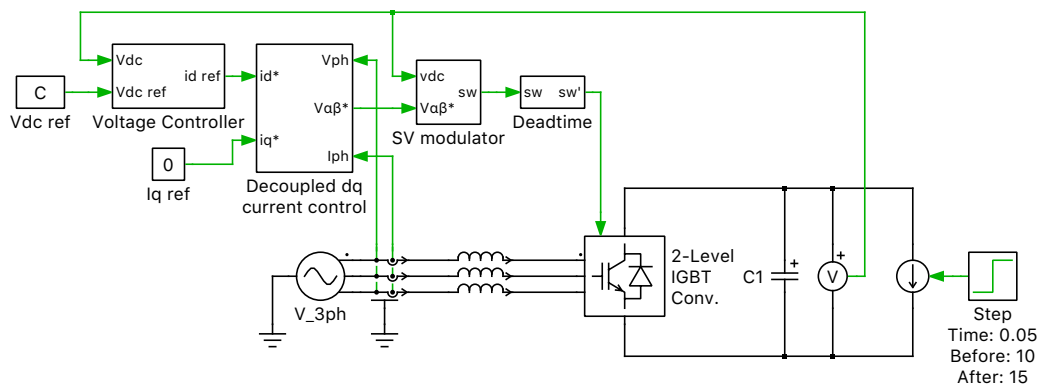 Vdc
Vdc ref
id ref
C
Vdc ref
Voltage Controller
0
Iq ref
id*
iq*
Vph
Vαβ*
Iph
Decoupled dq
current control
vdc
Vαβ*
sw
SV modulator
sw
sw'
Deadtime
V_3ph
2-Level
IGBT
Conv.
C1
+
+
V
Step
Time: 0.05
Before: 10
After: 15